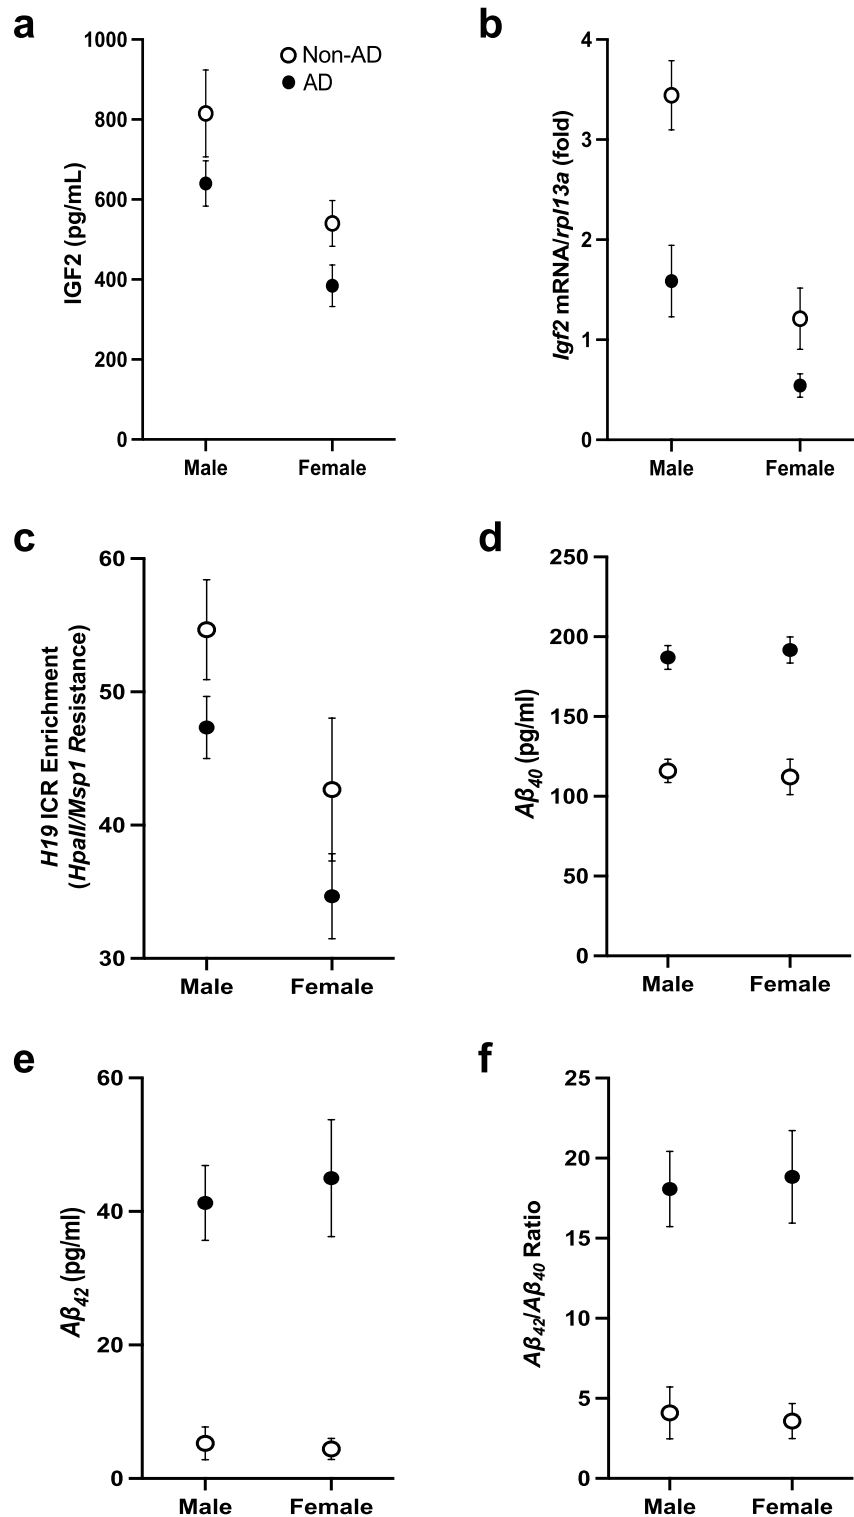 a
1000
800
600
400
200
0
IGF2 (pg/mL)
Non-AD
AD
Male Female
b
4
3
2
1
0
Igf2 mRNA/rpl13a (fold)
Male Female
c
60
50
40
30
H19 ICR Enrichment
(HpaII/Msp1 Resistance)
Male Female
d
250
200
150
100
50
0
Aβ40 (pg/ml)
Male Female
e
60
40
20
0
Aβ42 (pg/ml)
Male Female
f
25
20
15
10
5
0
Aβ42/Aβ40 Ratio
Male Female